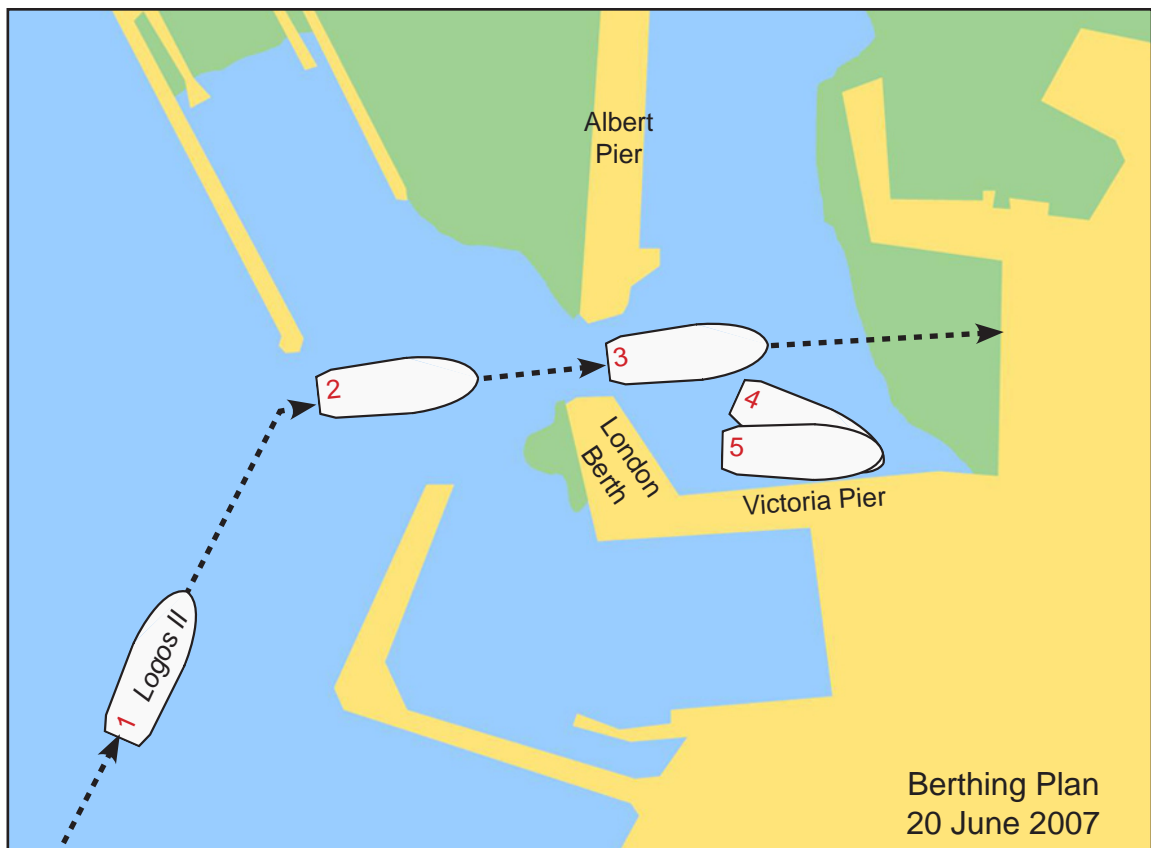 Albert
Pier
3
2
4
5
London
Berth
Victoria Pier
Logos II
1
Berthing Plan
20 June 2007